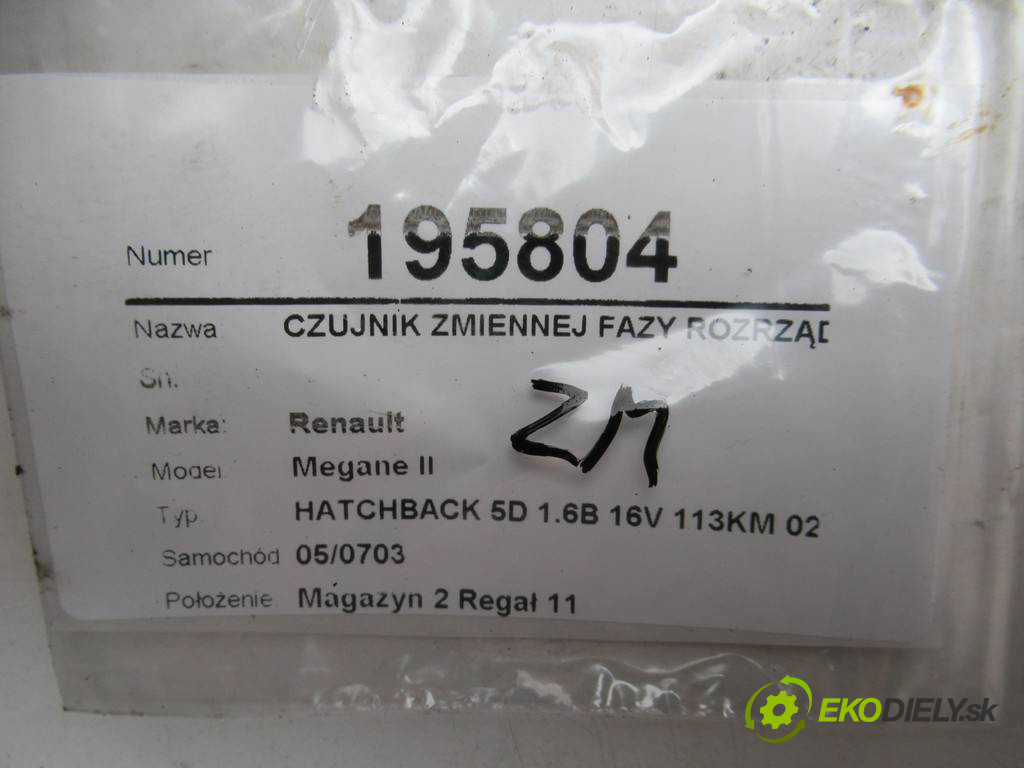 Numer 195804
Nazwa CZUJNIK ZMIENNEJ FAZY ROZRZĄD
Sn.
Marka: Renault
Model Megane II
Typ HATCHBACK 5D 1.6B 16V 113KM 02
Samochód 05/0703
Położenie Magazyn 2 Regał 11
ZM
EKODIELY.sk